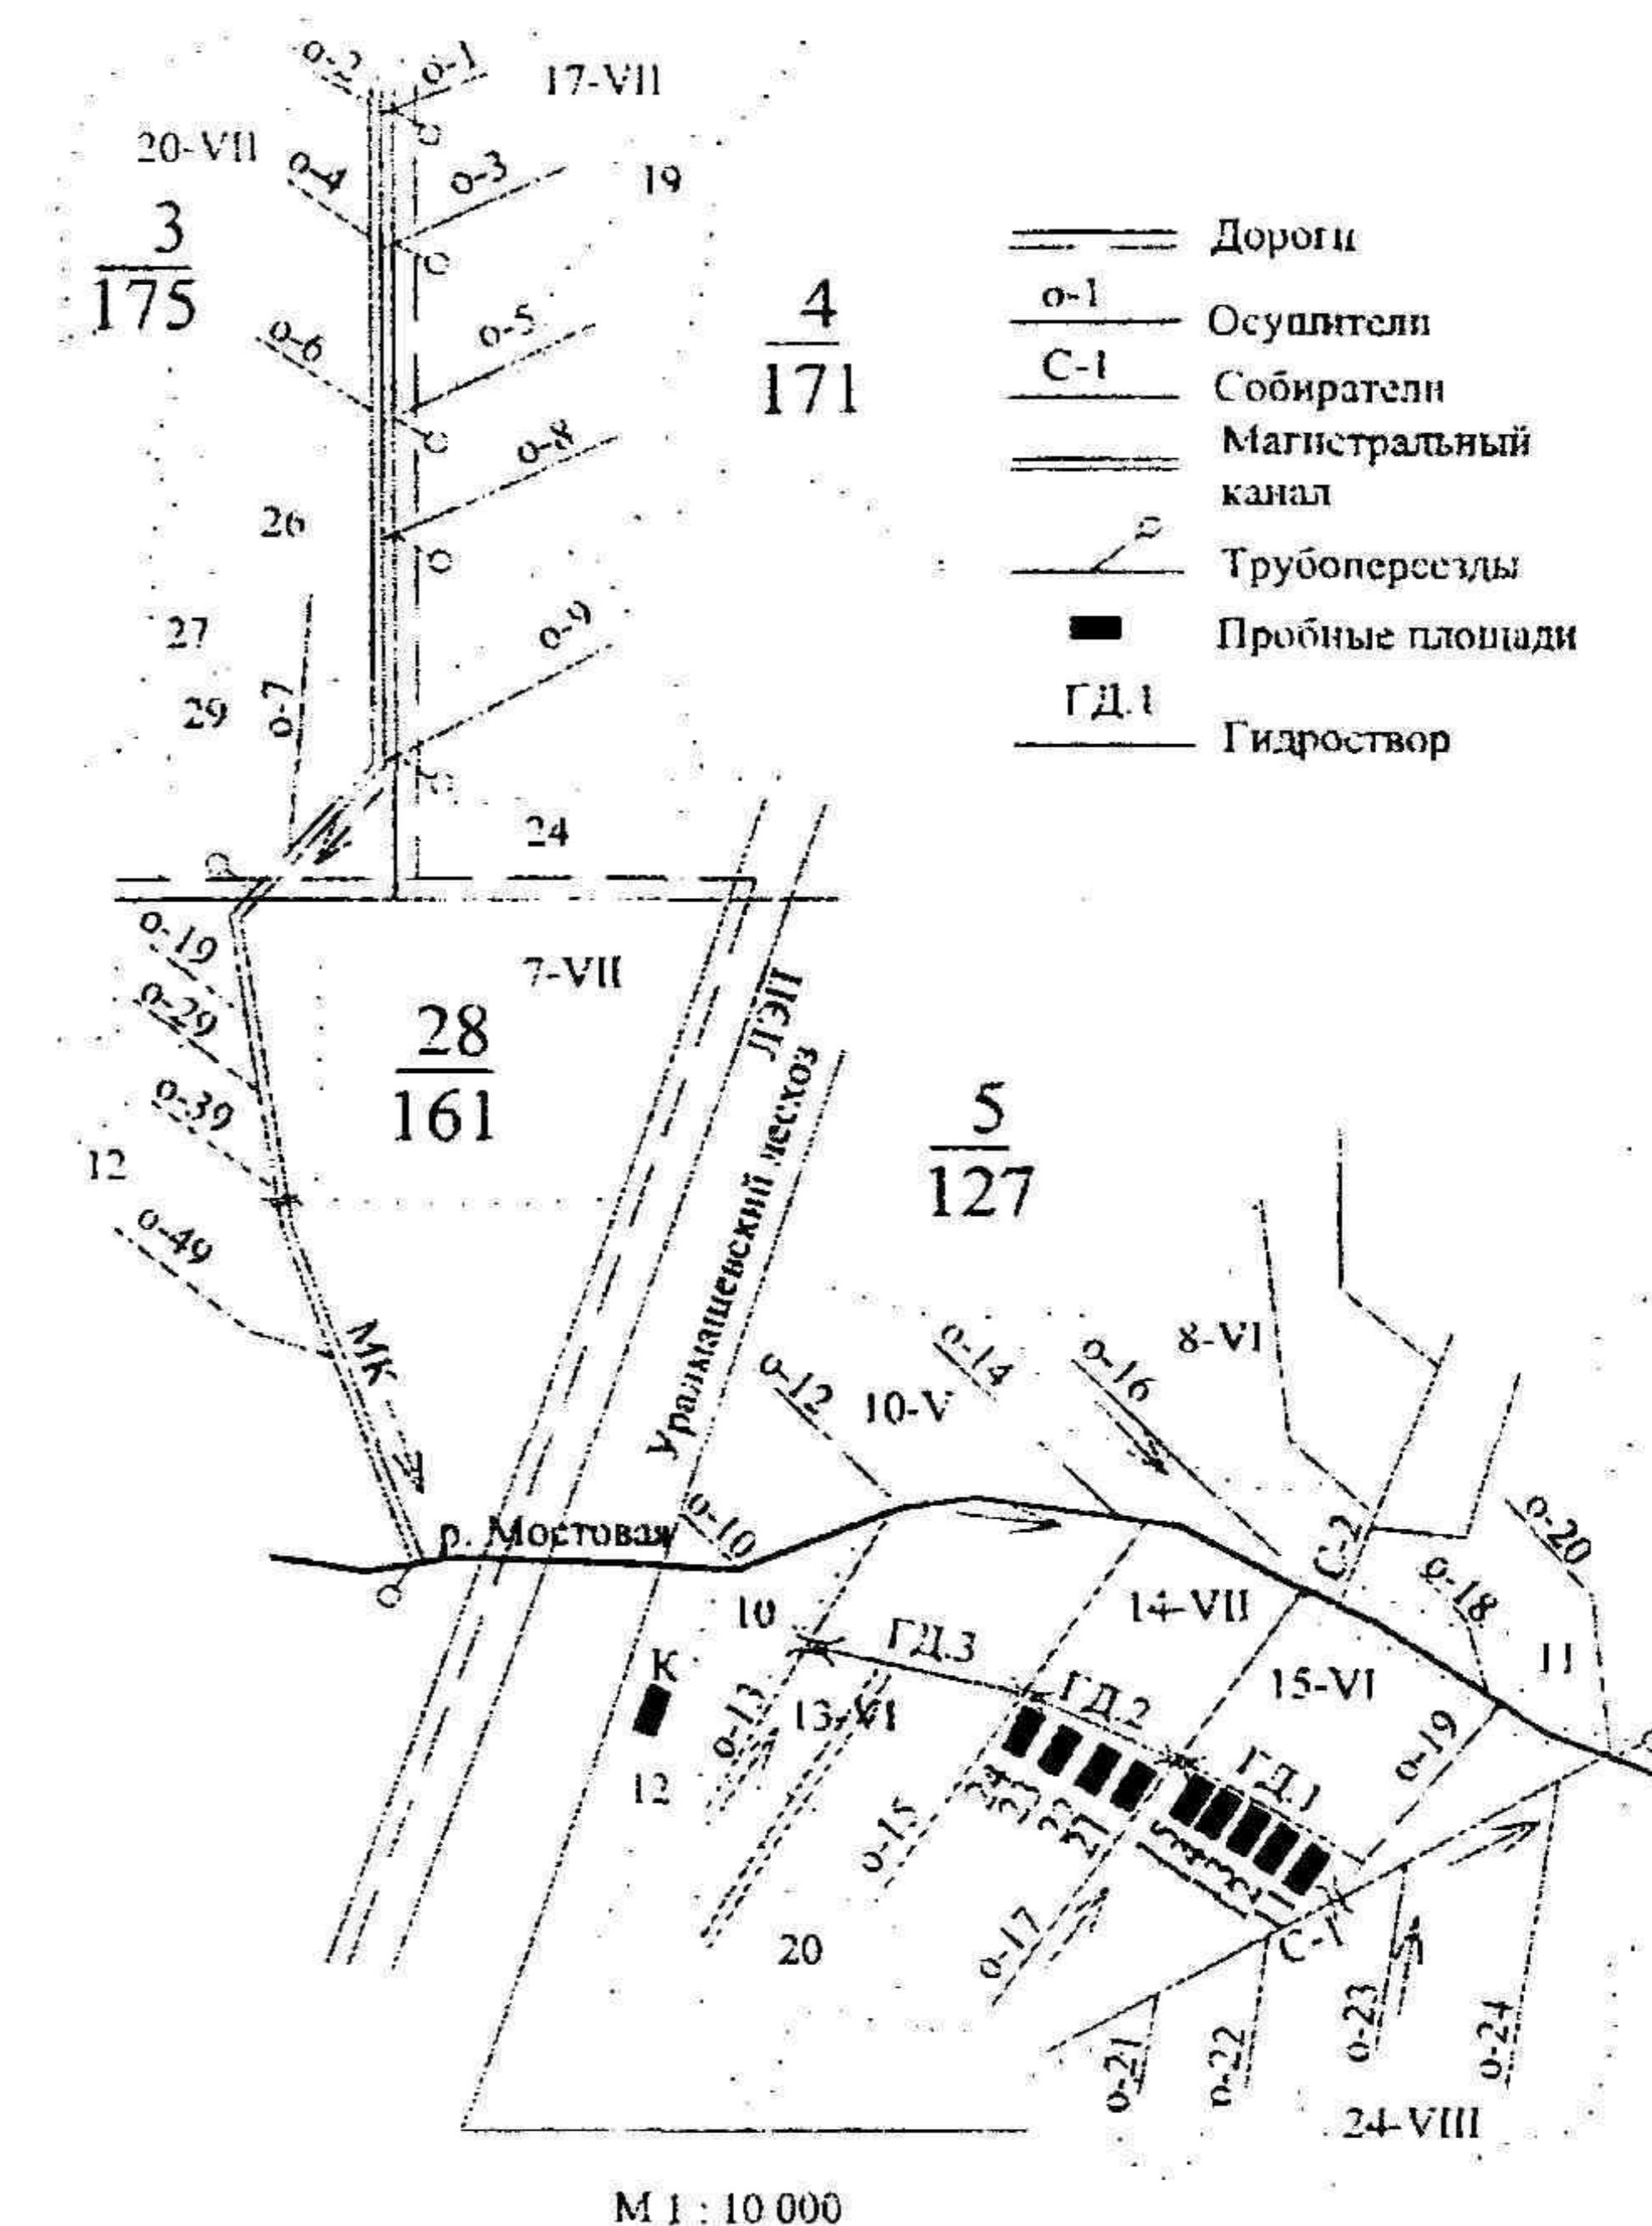 о-2
о-1
17-VII
20-VII
о-4
о-3
19
3
175
о-6
о-5
4
171
о-8
26
27
о-9
29
о-7
24
Дороги
о-1
Осушители
С-1
Собиратели
Магистральный
канал
Трубопереезды
Пробные площади
ГД.1
Гидроствор
о-19
7-VII
о-29
28
161
ЛЭП
о-39
12
о-49
Уралмашевский лесхоз
5
127
МК
8-VI
о-14
о-16
о-12
10-V
р. Мостовая
о-10
С-2
о-20
о-18
10
14-VII
11
К
ГД.3
15-VI
ГД.2
о-13
13-VI
о-19
ГД.1
12
о-15
о-17
20
С-1
о-21
о-22
о-23
о-24
24-VIII
М 1 : 10 000